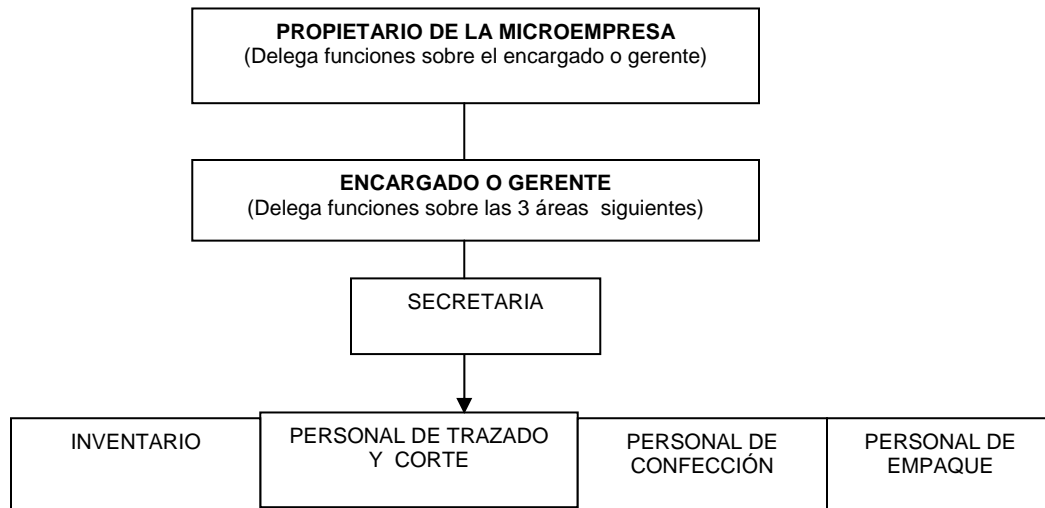 PROPIETARIO DE LA MICROEMPRESA
(Delega funciones sobre el encargado o gerente)
ENCARGADO O GERENTE
(Delega funciones sobre las 3 áreas siguientes)
SECRETARIA
INVENTARIO
PERSONAL DE TRAZADO
Y CORTE
PERSONAL DE
CONFECCIÓN
PERSONAL DE
EMPAQUE